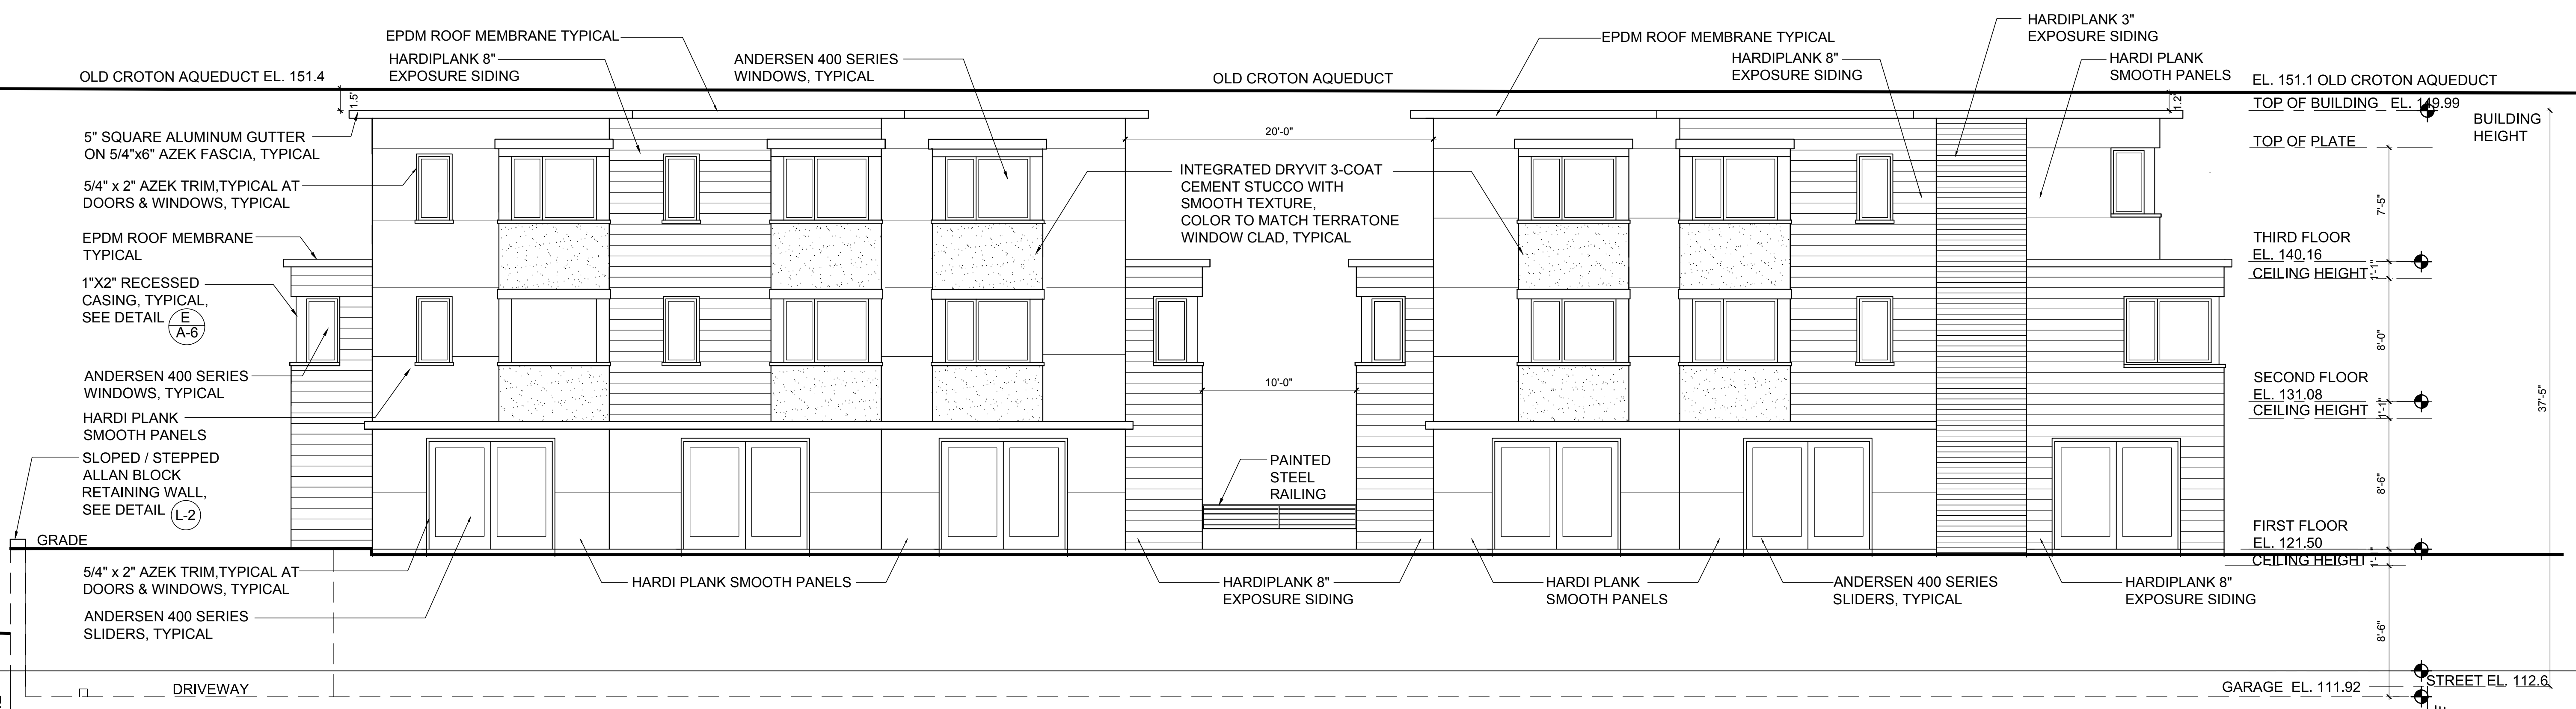 EPDM ROOF MEMBRANE TYPICAL
HARDIPLANK 8"
EXPOSURE SIDING
ANDERSEN 400 SERIES
WINDOWS, TYPICAL
OLD CROTON AQUEDUCT EL. 151.4
1.5'
OLD CROTON AQUEDUCT
EPDM ROOF MEMBRANE TYPICAL
HARDIPLANK 8"
EXPOSURE SIDING
HARDIPLANK 3"
EXPOSURE SIDING
HARDI PLANK
SMOOTH PANELS
EL. 151.1 OLD CROTON AQUEDUCT
1.2'
TOP OF BUILDING EL. 149.99
BUILDING
HEIGHT
TOP OF PLATE
5" SQUARE ALUMINUM GUTTER
ON 5/4"x6" AZEK FASCIA, TYPICAL
5/4" x 2" AZEK TRIM,TYPICAL AT
DOORS & WINDOWS, TYPICAL
EPDM ROOF MEMBRANE
TYPICAL
1"X2" RECESSED
CASING, TYPICAL,
SEE DETAIL
E
A-6
ANDERSEN 400 SERIES
WINDOWS, TYPICAL
HARDI PLANK
SMOOTH PANELS
SLOPED / STEPPED
ALLAN BLOCK
RETAINING WALL,
SEE DETAIL
L-2
GRADE
5/4" x 2" AZEK TRIM,TYPICAL AT
DOORS & WINDOWS, TYPICAL
ANDERSEN 400 SERIES
SLIDERS, TYPICAL
DRIVEWAY
20'-0"
INTEGRATED DRYVIT 3-COAT
CEMENT STUCCO WITH
SMOOTH TEXTURE,
COLOR TO MATCH TERRATONE
WINDOW CLAD, TYPICAL
10'-0"
PAINTED
STEEL
RAILING
HARDI PLANK SMOOTH PANELS
HARDIPLANK 8"
EXPOSURE SIDING
HARDI PLANK
SMOOTH PANELS
ANDERSEN 400 SERIES
SLIDERS, TYPICAL
HARDIPLANK 8"
EXPOSURE SIDING
7'-5"
THIRD FLOOR
EL. 140.16
CEILING HEIGHT
1'-1"
8'-0"
SECOND FLOOR
EL. 131.08
CEILING HEIGHT
1'-1"
37'-5"
8'-6"
FIRST FLOOR
EL. 121.50
CEILING HEIGHT
1'-1"
8'-6"
GARAGE EL. 111.92
STREET EL. 112.6